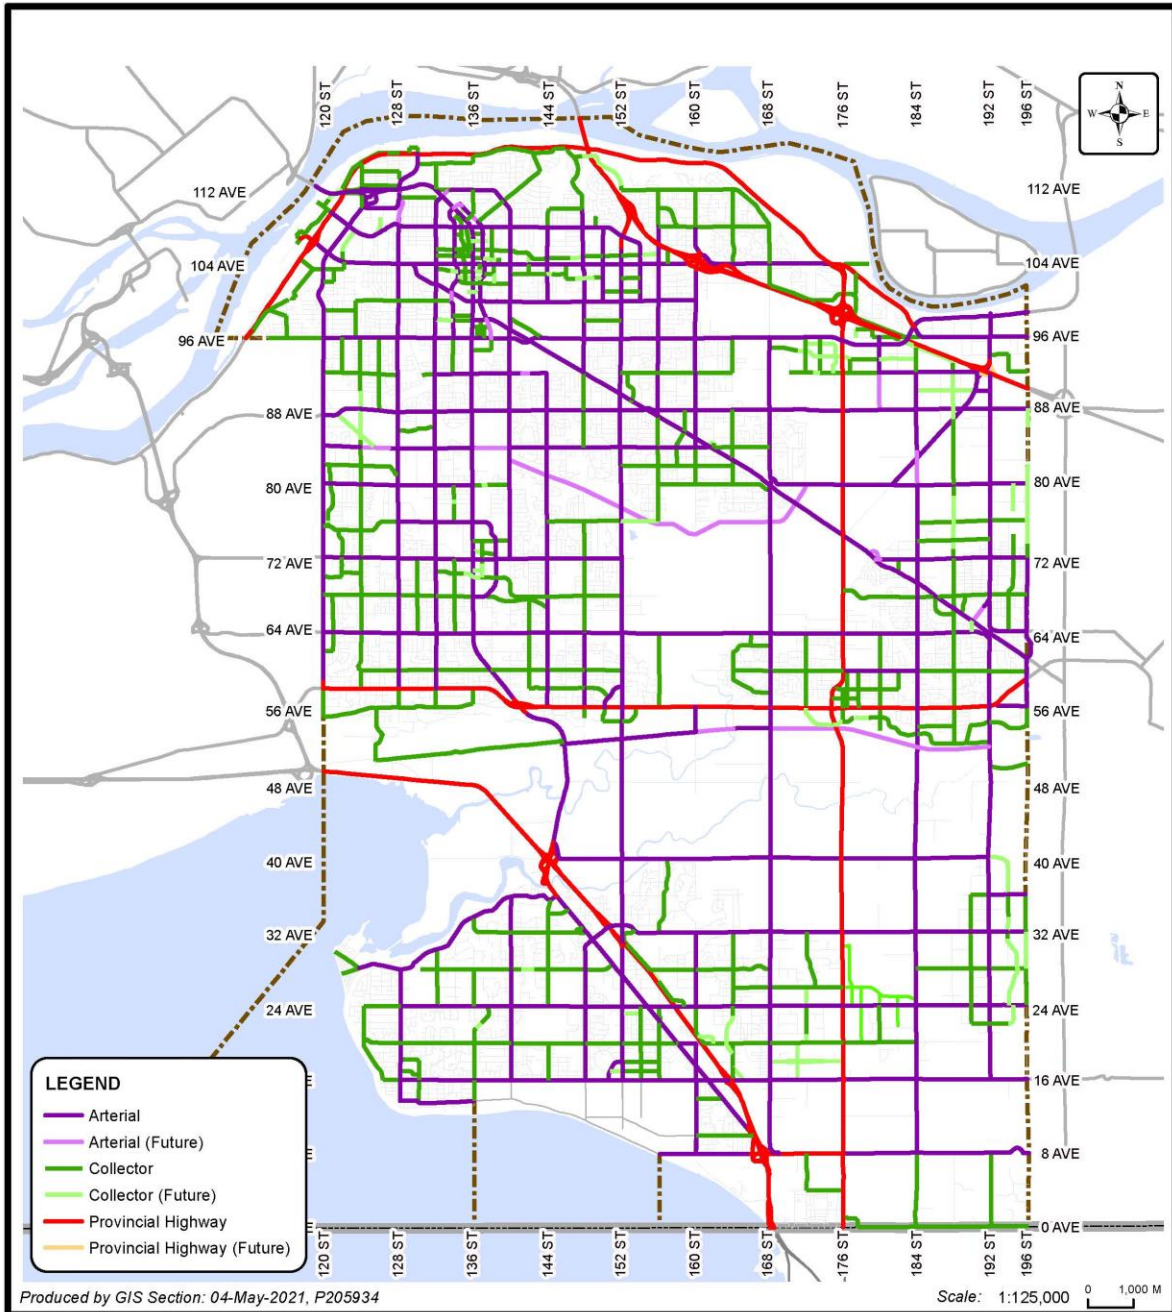 120 ST
128 ST
136 ST
144 ST
152 ST
160 ST
168 ST
176 ST
184 ST
192 ST
196 ST
N
W E
S
112 AVE
112 AVE
104 AVE
104 AVE
96 AVE
96 AVE
88 AVE
88 AVE
80 AVE
80 AVE
72 AVE
72 AVE
64 AVE
64 AVE
56 AVE
56 AVE
48 AVE
48 AVE
40 AVE
40 AVE
32 AVE
32 AVE
24 AVE
24 AVE
16 AVE
8 AVE
0 AVE
LEGEND
Arterial
Arterial (Future)
Collector
Collector (Future)
Provincial Highway
Provincial Highway (Future)
120 ST
128 ST
136 ST
144 ST
152 ST
160 ST
168 ST
176 ST
184 ST
192 ST
196 ST
Produced by GIS Section: 04-May-2021, P205934
Scale: 1:125,000
0 1,000 M